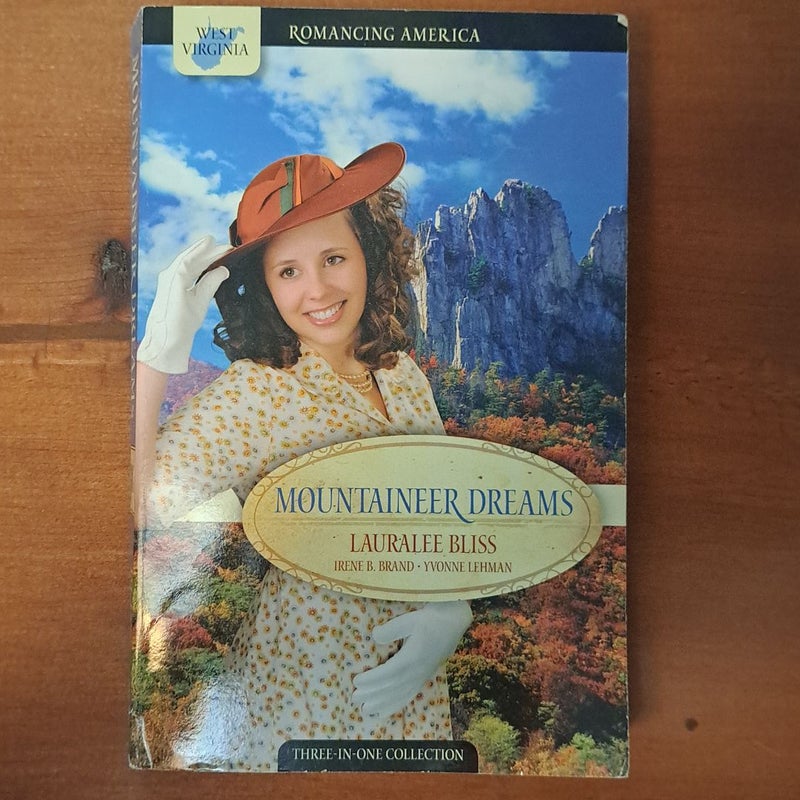 WEST
VIRGINIA
ROMANCING AMERICA
MOUNTAINEER DREAMS
LAURALEE BLISS
IRENE B. BRAND • YVONNE LEHMAN
THREE-IN-ONE COLLECTION